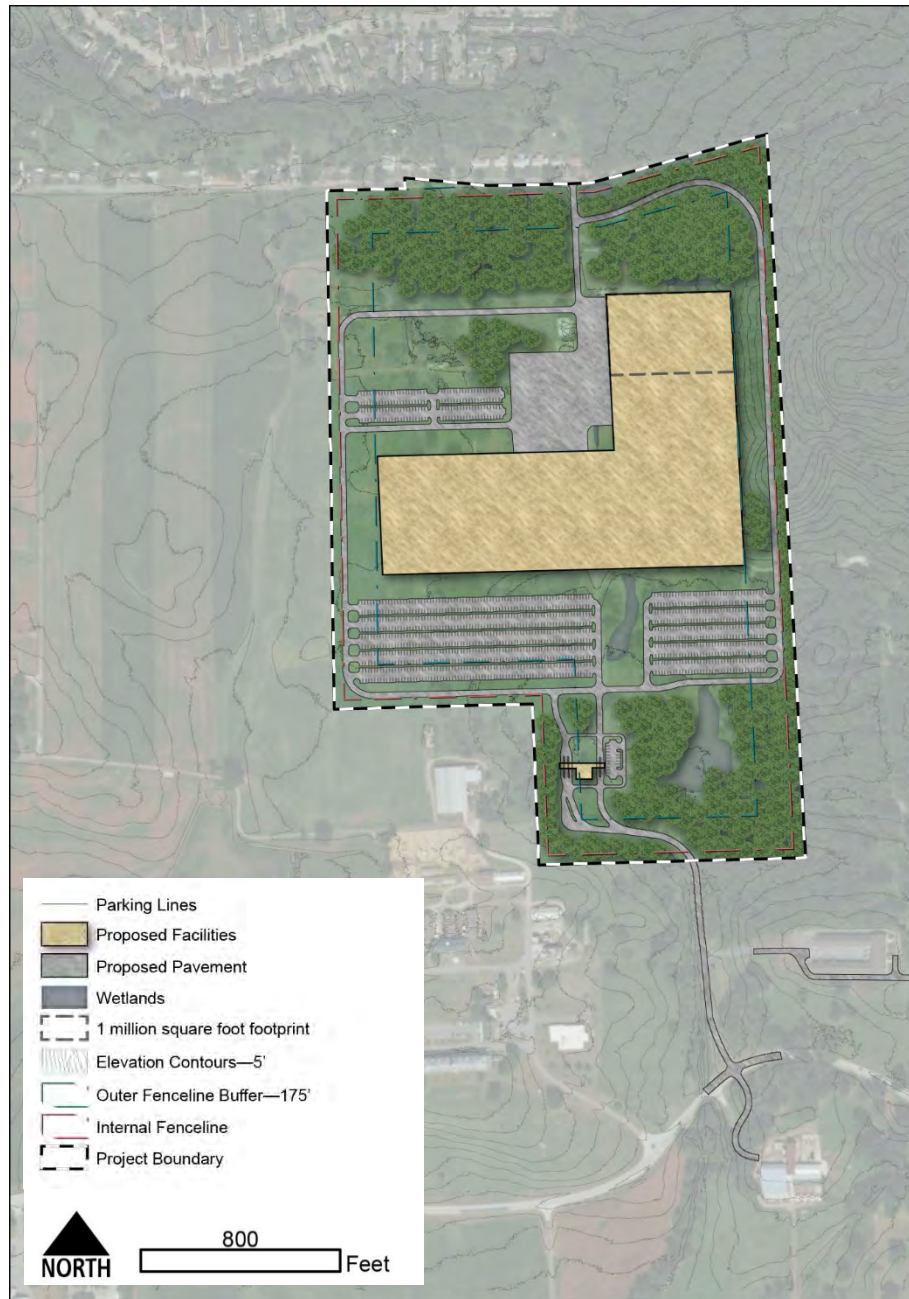 Parking Lines
Proposed Facilities
Proposed Pavement
Wetlands
1 million square foot footprint
Elevation Contours—5'
Outer Fenceline Buffer—175'
Internal Fenceline
Project Boundary
NORTH
800
Feet